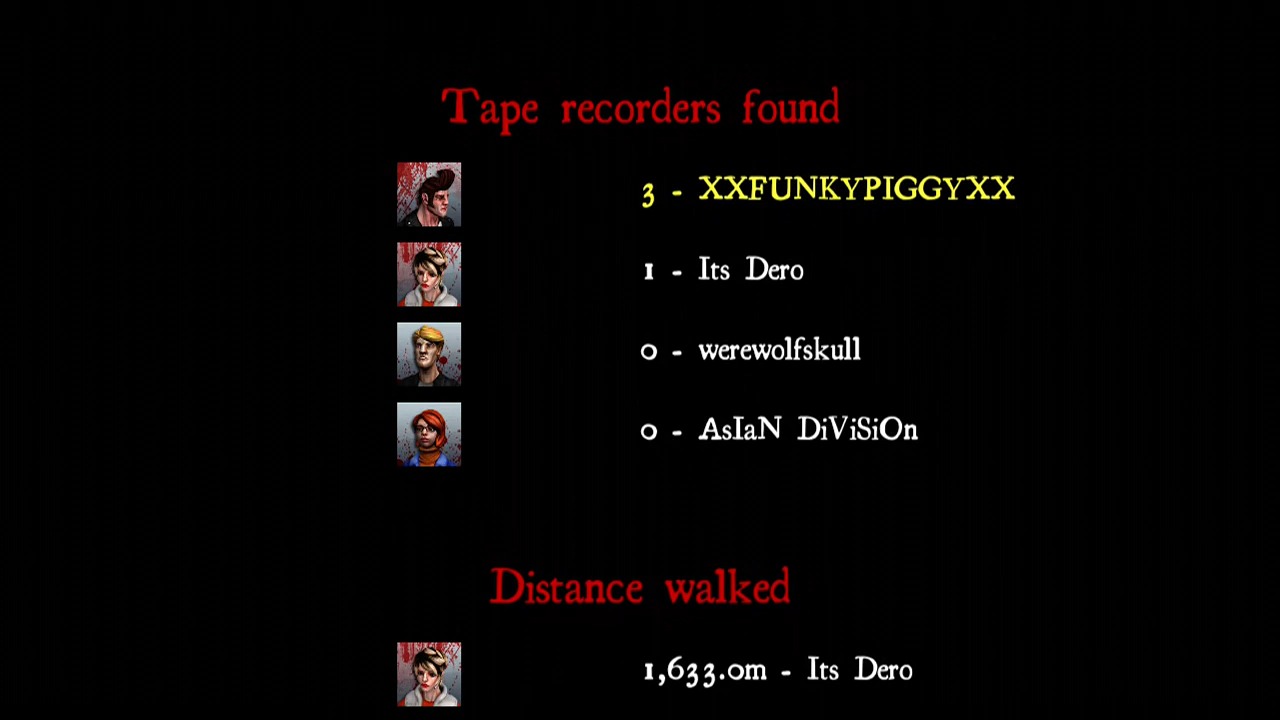 Tape recorders found
3 - XXFUNKYPIGGYXX
1 - Its Dero
0 - werewolfskull
0 - AsIaN DiViSiOn
Distance walked
1,633.0m - Its Dero